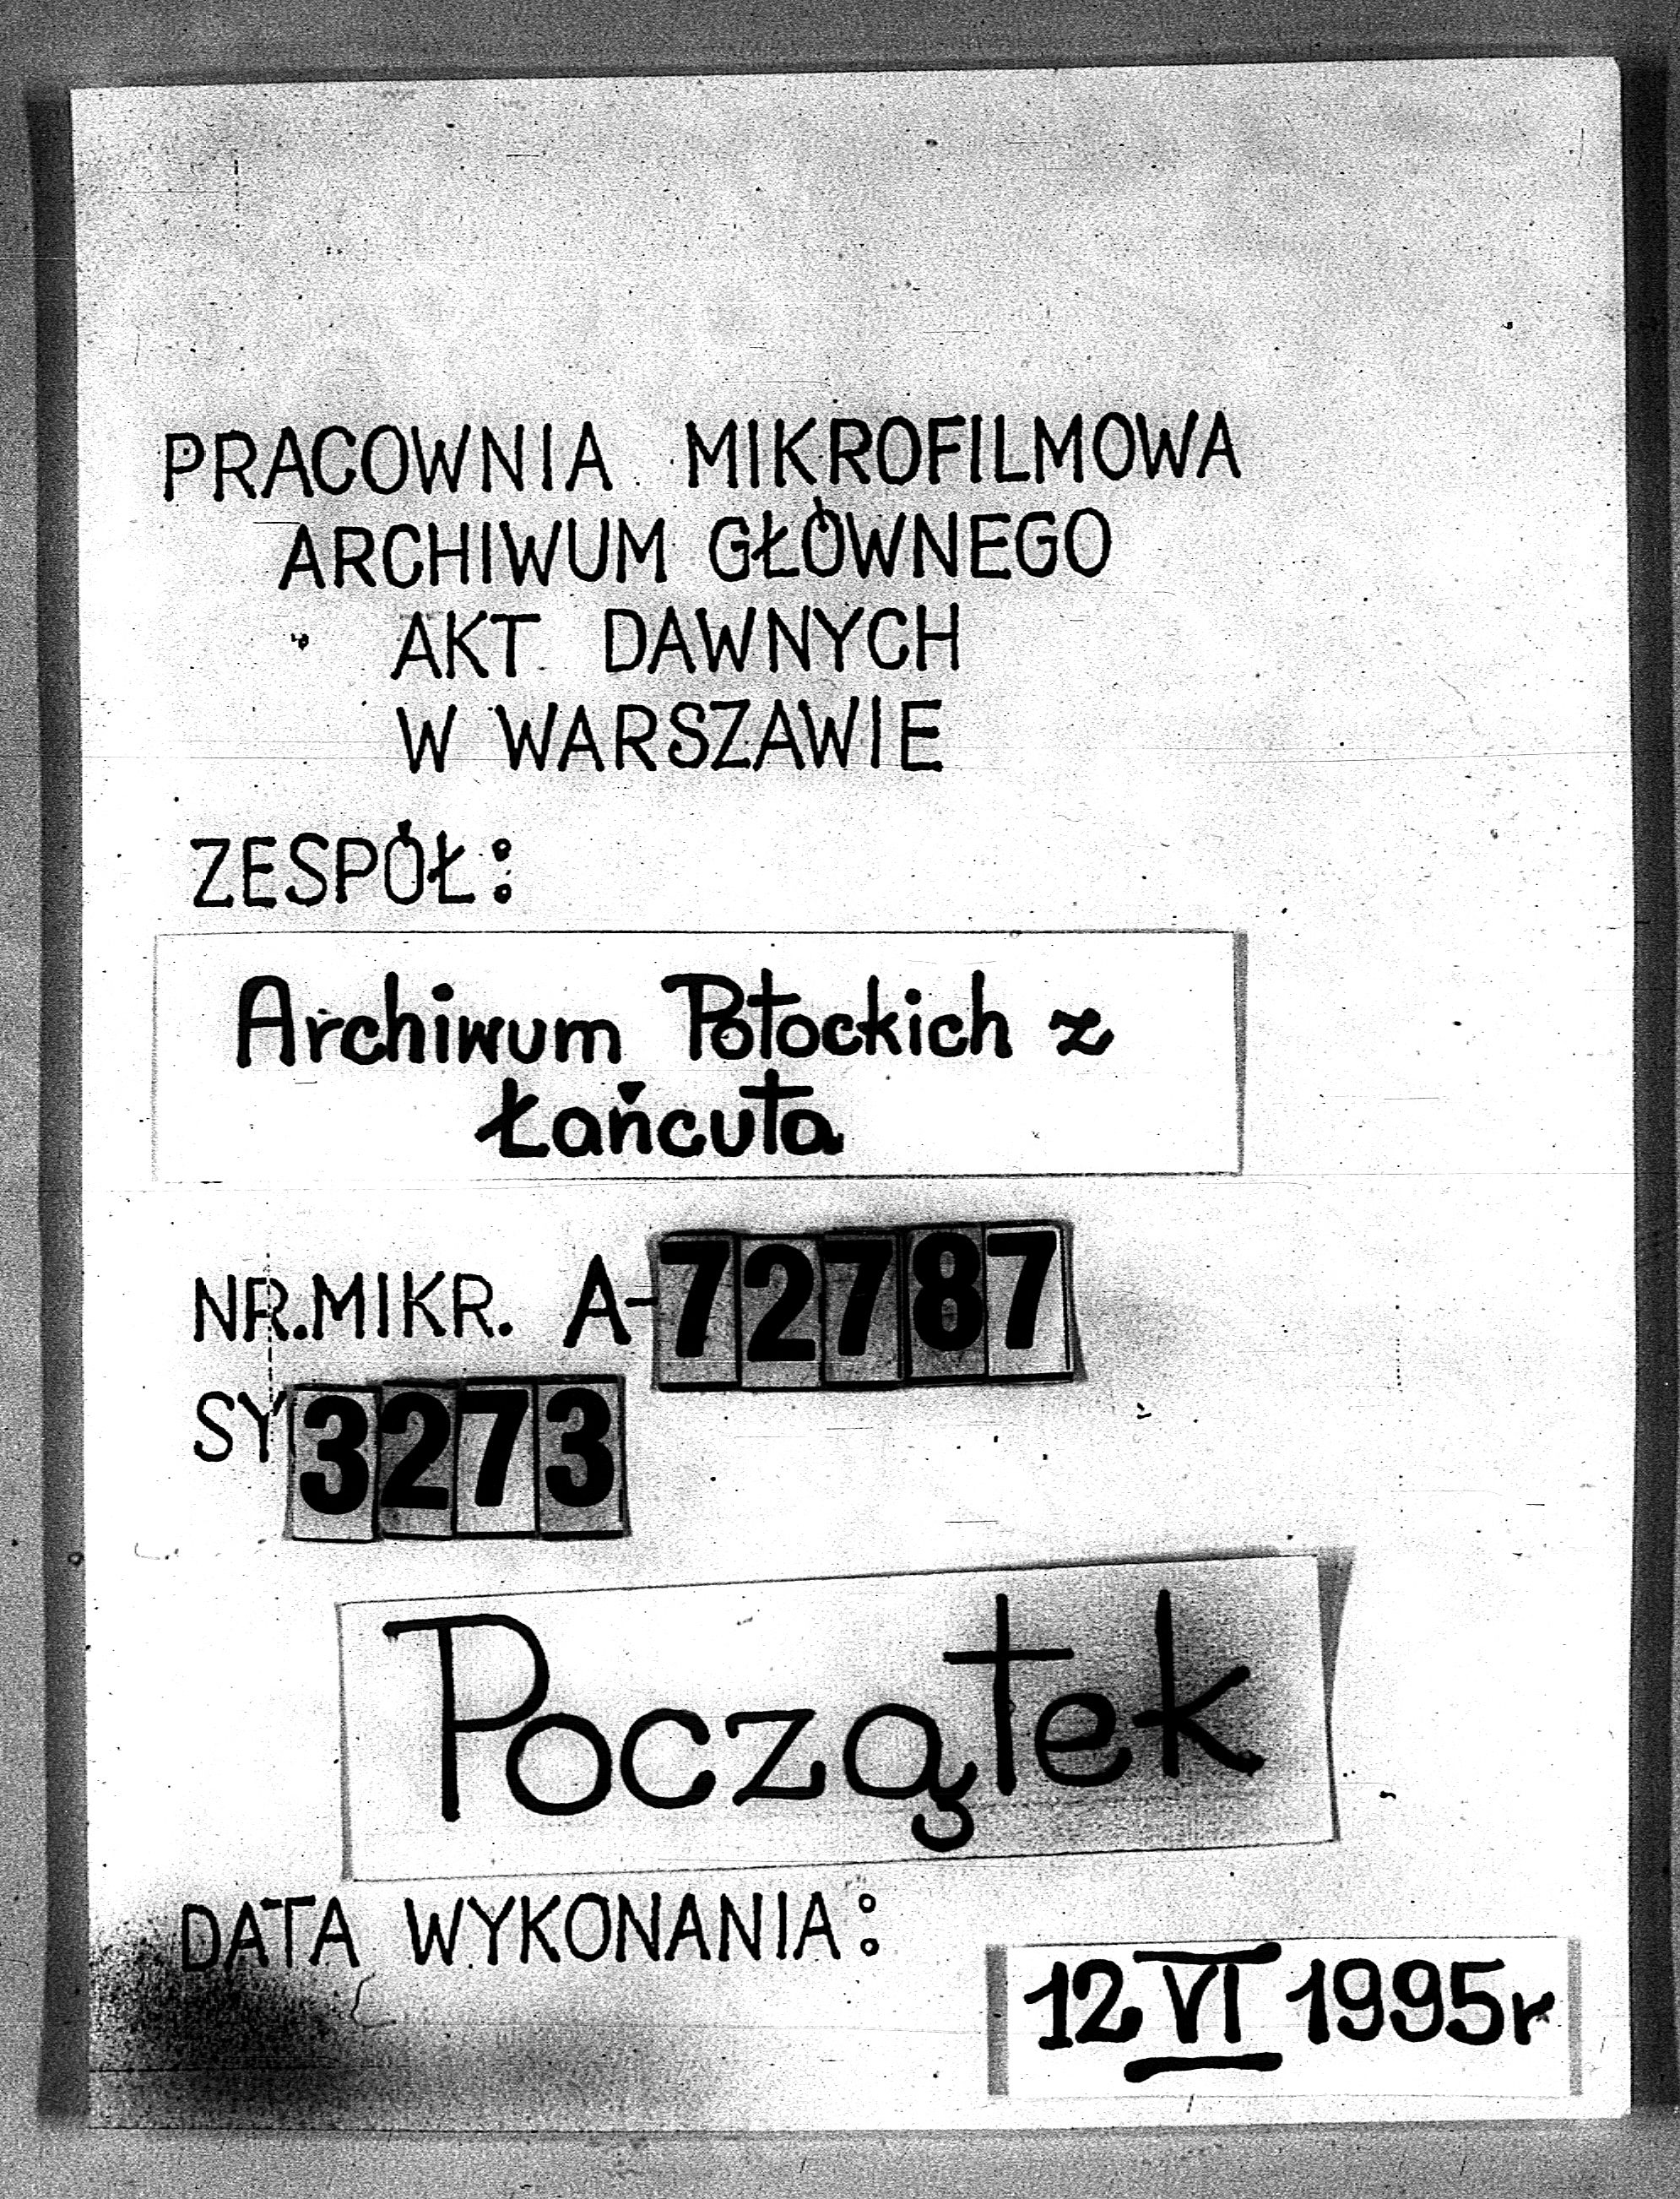 PRACOWNIA MIKROFILMOWA
ARCHIWUM GŁÓWNEGO
AKT DAWNYCH
W WARSZAWIE
ZESPÓŁ:
Archiwum Potockich z
Łańcuta
NR.MIKR. A-72787
SY 3273
Początek
DATA WYKONANIA:
12 VI 1995r